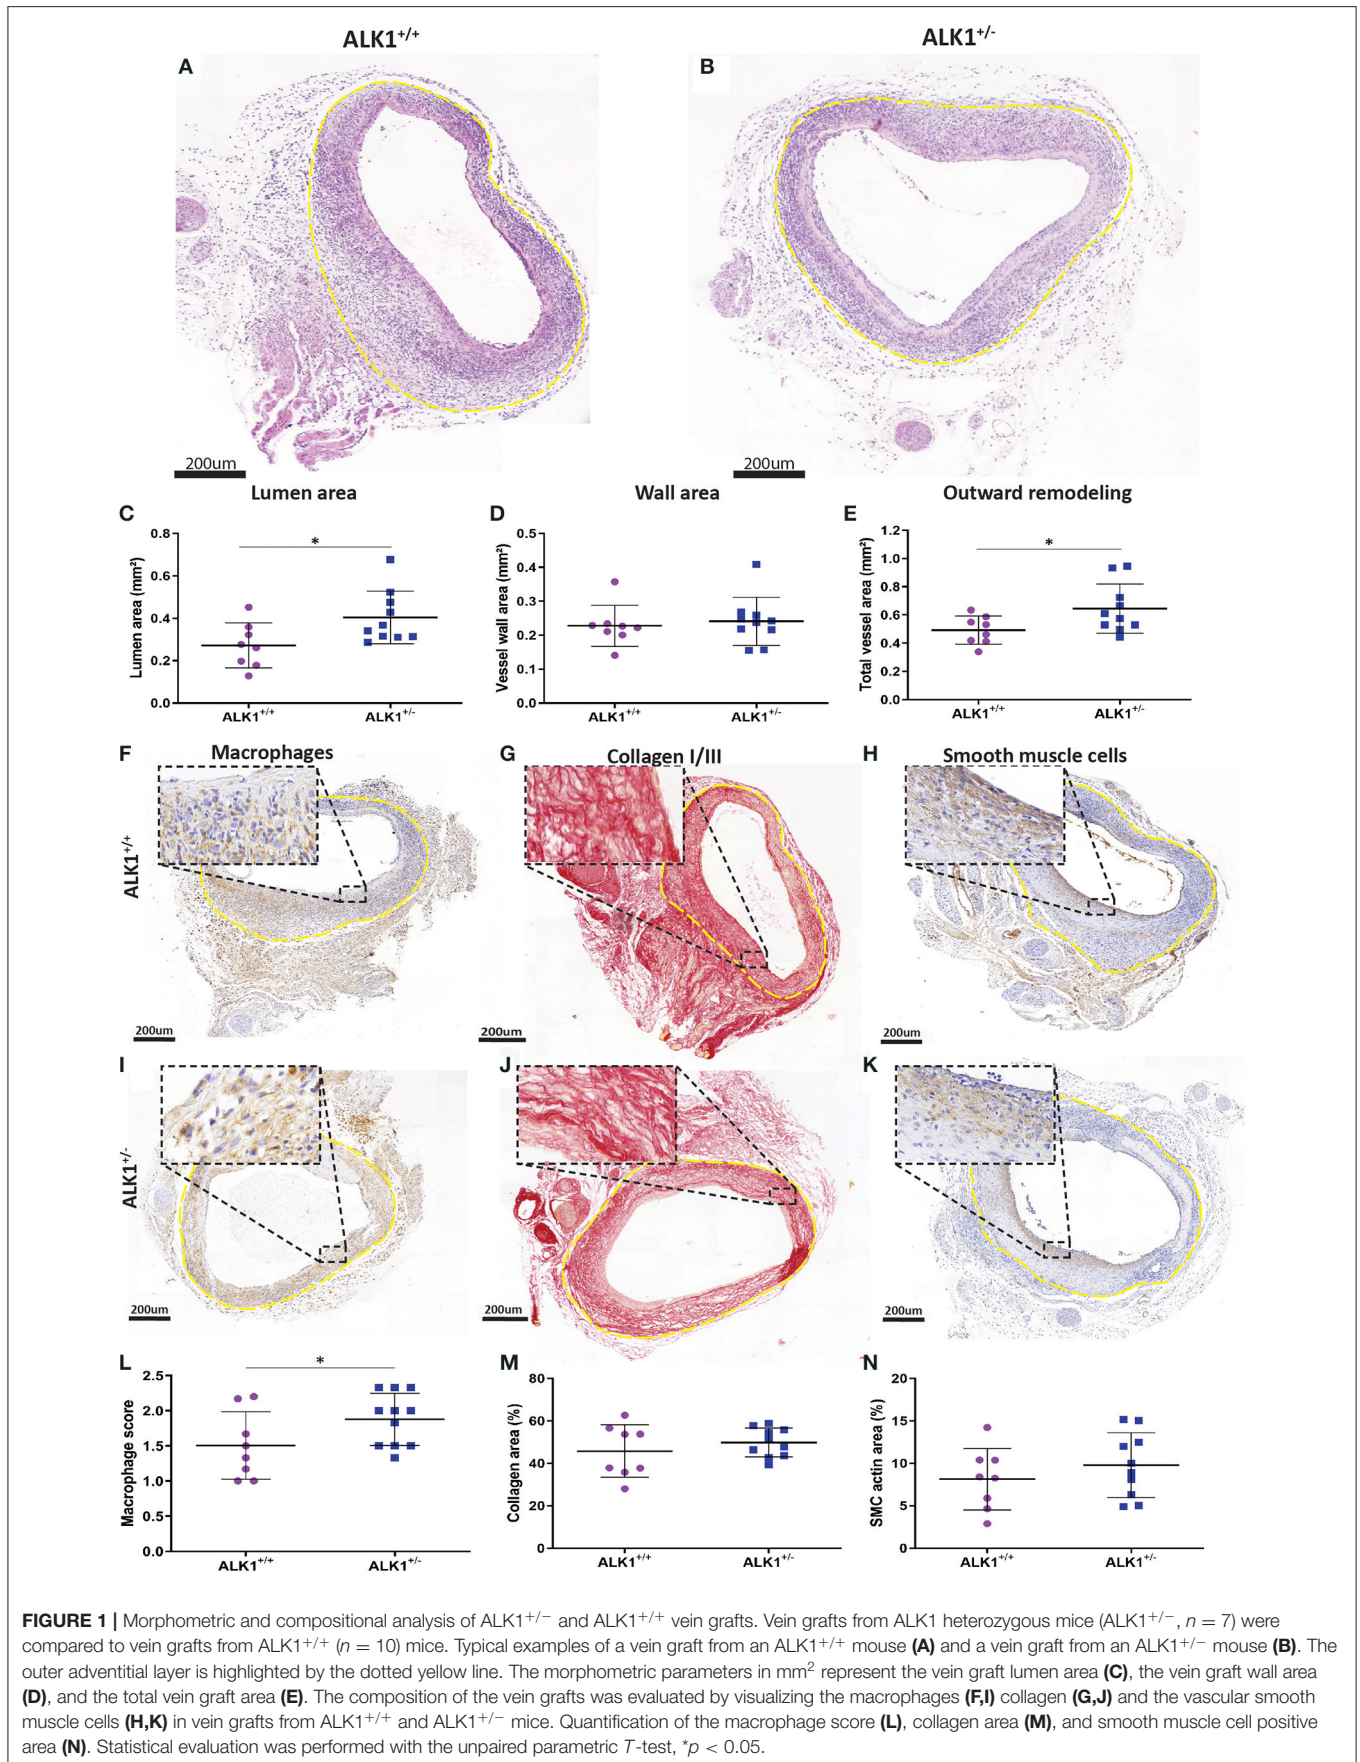 ALK1+/+
ALK1+/-
A
B
200um
200um
Lumen area
Wall area
Outward remodeling
C
D
E
Lumen area (mm²)
0.8
0.6
0.4
0.2
0.0
*
ALK1+/+
ALK1+/-
Vessel wall area (mm²)
0.5
0.4
0.3
0.2
0.1
0.0
ALK1+/+
ALK1+/-
Total vessel area (mm²)
1.2
1.0
0.8
0.6
0.4
0.2
0.0
*
ALK1+/+
ALK1+/-
F
Macrophages
G
Collagen I/III
H
Smooth muscle cells
ALK1+/+
200um
200um
200um
I
J
K
ALK1+/-
200um
200um
200um
L
M
N
Macrophage score
2.5
2.0
1.5
1.0
0.5
0.0
*
ALK1+/+
ALK1+/-
Collagen area (%)
80
60
40
20
0
ALK1+/+
ALK1+/-
SMC actin area (%)
20
15
10
5
0
ALK1+/+
ALK1+/-
FIGURE 1 | Morphometric and compositional analysis of ALK1+/− and ALK1+/+ vein grafts. Vein grafts from ALK1 heterozygous mice (ALK1+/−, n = 7) were
compared to vein grafts from ALK1+/+ (n = 10) mice. Typical examples of a vein graft from an ALK1+/+ mouse (A) and a vein graft from an ALK1+/− mouse (B). The
outer adventitial layer is highlighted by the dotted yellow line. The morphometric parameters in mm2 represent the vein graft lumen area (C), the vein graft wall area
(D), and the total vein graft area (E). The composition of the vein grafts was evaluated by visualizing the macrophages (F,I) collagen (G,J) and the vascular smooth
muscle cells (H,K) in vein grafts from ALK1+/+ and ALK1+/− mice. Quantification of the macrophage score (L), collagen area (M), and smooth muscle cell positive
area (N). Statistical evaluation was performed with the unpaired parametric T-test, *p < 0.05.